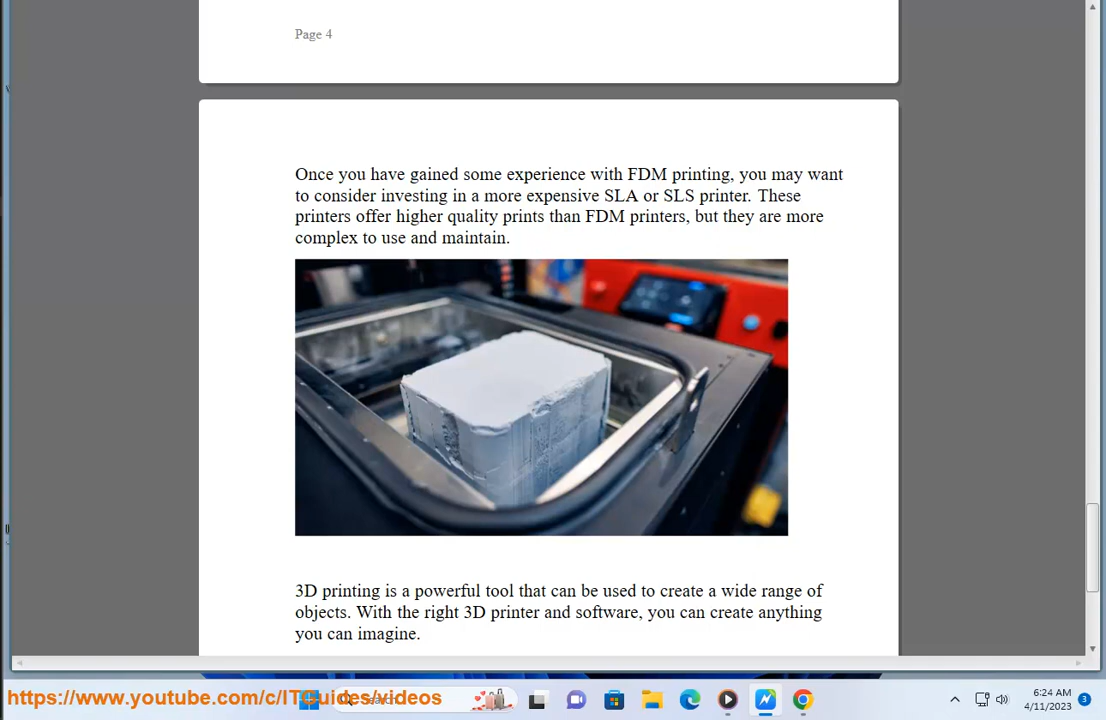 Page 4
Once you have gained some experience with FDM printing, you may want
to consider investing in a more expensive SLA or SLS printer. These
printers offer higher quality prints than FDM printers, but they are more
complex to use and maintain.
3D printing is a powerful tool that can be used to create a wide range of
objects. With the right 3D printer and software, you can create anything
you can imagine.
https://www.youtube.com/c/ITGuides/videos
6:24 AM
4/11/2023
3